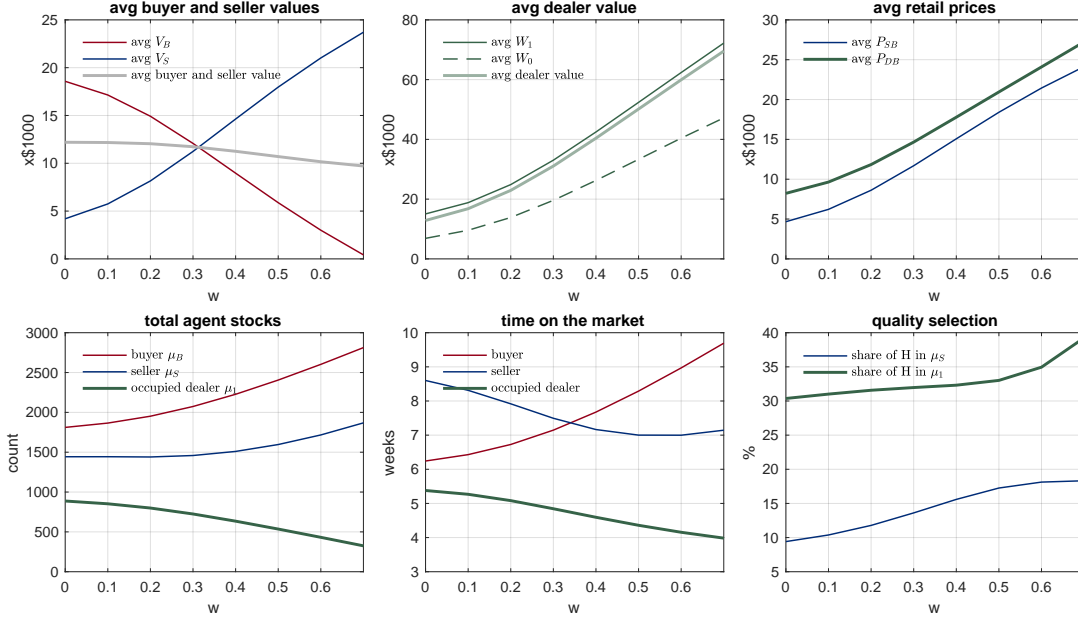 avg buyer and seller values
25
20
15
10
5
0
x$1000
avg V_B
avg V_S
avg buyer and seller value
0 0.1 0.2 0.3 0.4 0.5 0.6
w
avg dealer value
80
60
40
20
0
x$1000
avg W_1
avg W_0
avg dealer value
0 0.1 0.2 0.3 0.4 0.5 0.6
w
avg retail prices
30
25
20
15
10
5
0
x$1000
avg P_{SB}
avg P_{DB}
0 0.1 0.2 0.3 0.4 0.5 0.6
w
total agent stocks
3000
2500
2000
1500
1000
500
0
count
buyer μ_B
seller μ_S
occupied dealer μ_1
0 0.1 0.2 0.3 0.4 0.5 0.6
w
time on the market
10
9
8
7
6
5
4
3
weeks
buyer
seller
occupied dealer
0 0.1 0.2 0.3 0.4 0.5 0.6
w
quality selection
40
35
30
25
20
15
10
5
%
share of H in μ_S
share of H in μ_1
0 0.1 0.2 0.3 0.4 0.5 0.6
w